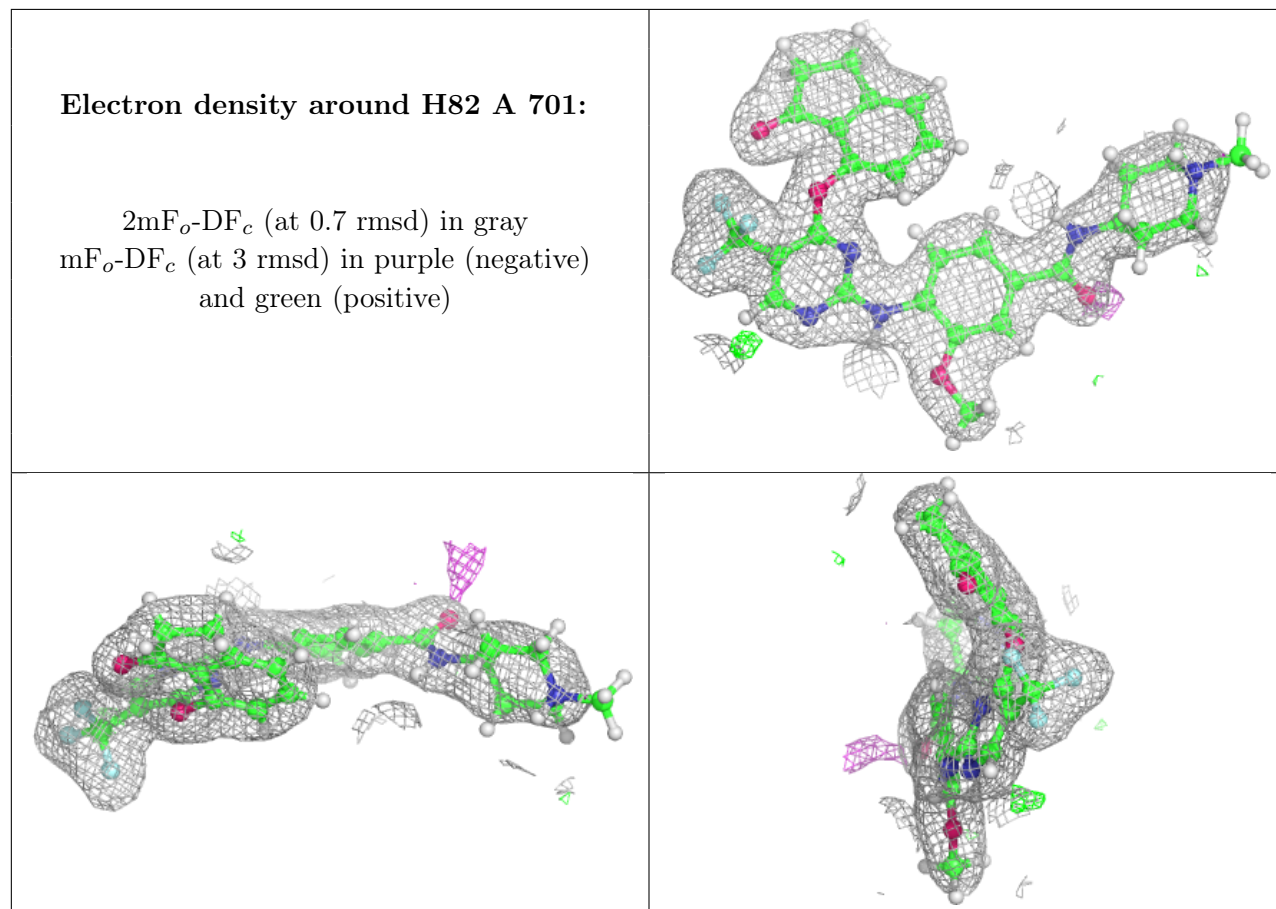 Electron density around H82 A 701:
2mFo-DFc (at 0.7 rmsd) in gray
mFo-DFc (at 3 rmsd) in purple (negative)
and green (positive)